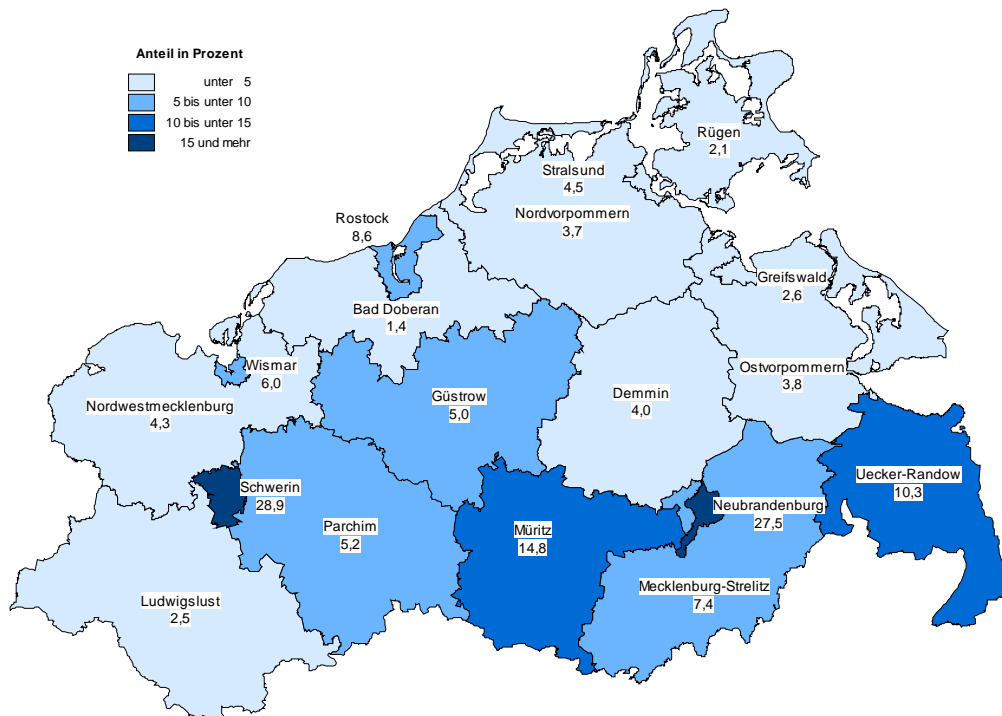 Anteil in Prozent
unter 5
5 bis unter 10
10 bis unter 15
15 und mehr
Rügen
2,1
Stralsund
4,5
Nordvorpommern
3,7
Rostock
8,6
Greifswald
2,6
Bad Doberan
1,4
Wismar
6,0
Ostvorpommern
3,8
Güstrow
5,0
Demmin
4,0
Nordwestmecklenburg
4,3
Uecker-Randow
10,3
Schwerin
28,9
Neubrandenburg
27,5
Parchim
5,2
Müritz
14,8
Mecklenburg-Strelitz
7,4
Ludwigslust
2,5